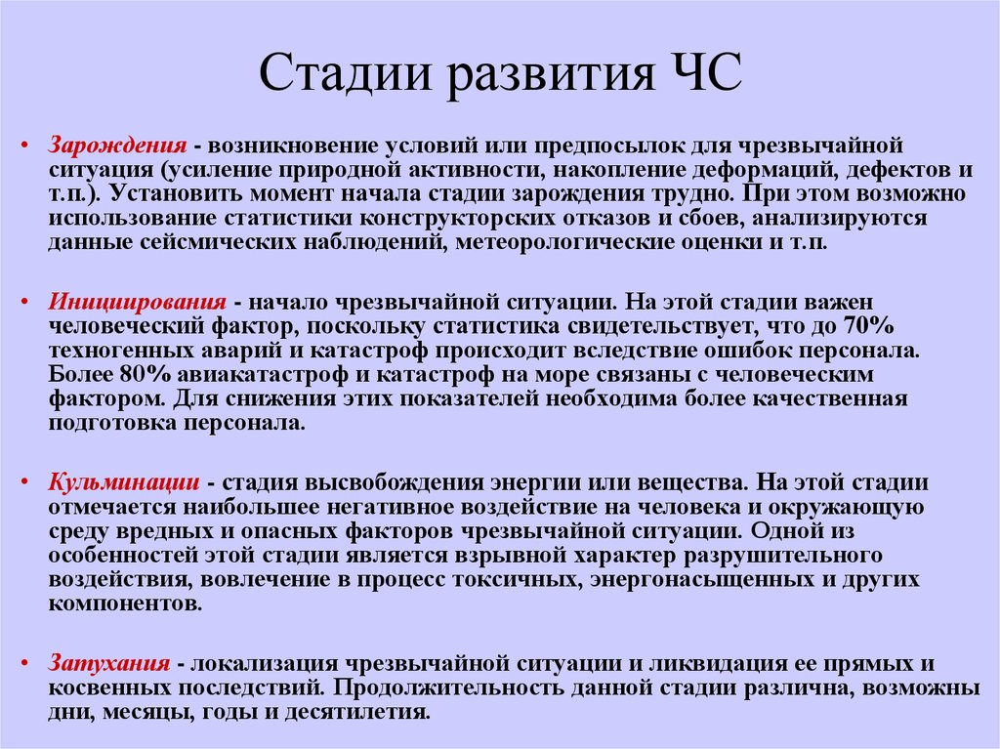 Стадии развития ЧС
• Зарождения - возникновение условий или предпосылок для чрезвычайной
ситуация (усиление природной активности, накопление деформаций, дефектов и
т.п.). Установить момент начала стадии зарождения трудно. При этом возможно
использование статистики конструкторских отказов и сбоев, анализируются
данные сейсмических наблюдений, метеорологические оценки и т.п.
• Инициирования - начало чрезвычайной ситуации. На этой стадии важен
человеческий фактор, поскольку статистика свидетельствует, что до 70%
техногенных аварий и катастроф происходит вследствие ошибок персонала.
Более 80% авиакатастроф и катастроф на море связаны с человеческим
фактором. Для снижения этих показателей необходима более качественная
подготовка персонала.
• Кульминации - стадия высвобождения энергии или вещества. На этой стадии
отмечается наибольшее негативное воздействие на человека и окружающую
среду вредных и опасных факторов чрезвычайной ситуации. Одной из
особенностей этой стадии является взрывной характер разрушительного
воздействия, вовлечение в процесс токсичных, энергонасыщенных и других
компонентов.
• Затухания - локализация чрезвычайной ситуации и ликвидация ее прямых и
косвенных последствий. Продолжительность данной стадии различна, возможны
дни, месяцы, годы и десятилетия.